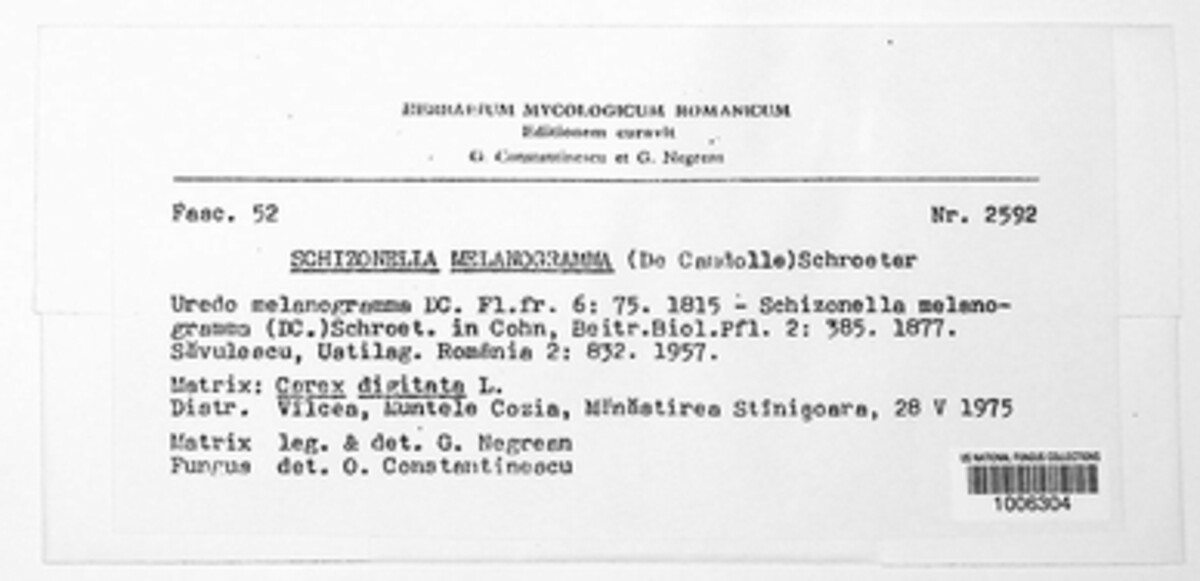 HERBARIUM MYCOLOGICUM ROMANICUM
Editionem curavit
O. Constantinescu et G. Negrean
Fasc. 52
Nr. 2592
SCHIZONELLA MELANOGRAMMA (De Candolle)Schroeter
Uredo melanogramma DC. Fl.fr. 6: 75. 1815 - Schizonella melano-
gramma (DC.)Schroet. in Cohn, Beitr.Biol.Pfl. 2: 385. 1877.
Săvulescu, Ustilag. România 2: 832. 1957.
Matrix: Carex digitata L.
Distr. Vîlcea, Muntele Cozia, Mînăstirea Stînişoara, 28 V 1975
Matrix leg. & det. G. Negrean
Fungus det. O. Constantinescu
US NATIONAL FUNGUS COLLECTIONS
1006304